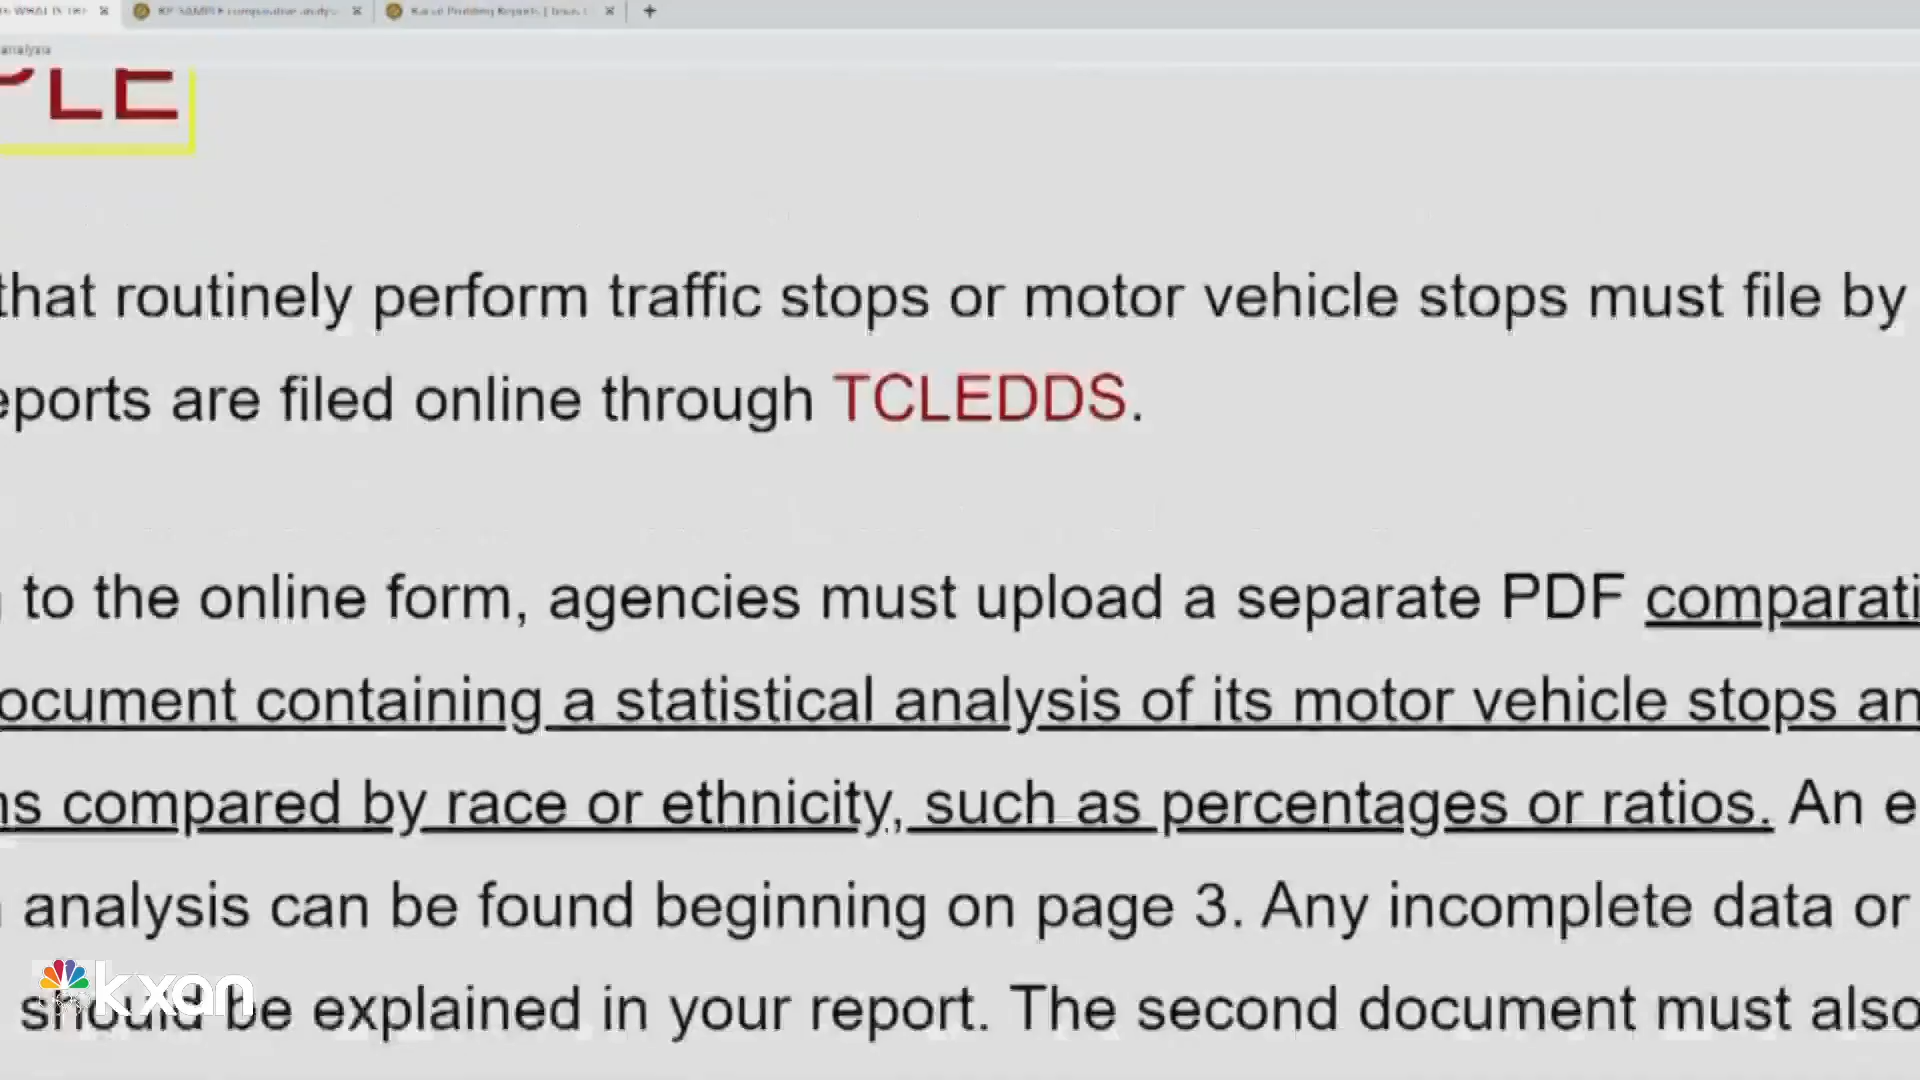 analysis
PLE
that routinely perform traffic stops or motor vehicle stops must file by
eports are filed online through TCLEDDS.
to the online form, agencies must upload a separate PDF comparati
ocument containing a statistical analysis of its motor vehicle stops an
ns compared by race or ethnicity, such as percentages or ratios. An e
analysis can be found beginning on page 3. Any incomplete data or
should be explained in your report. The second document must also
kxan